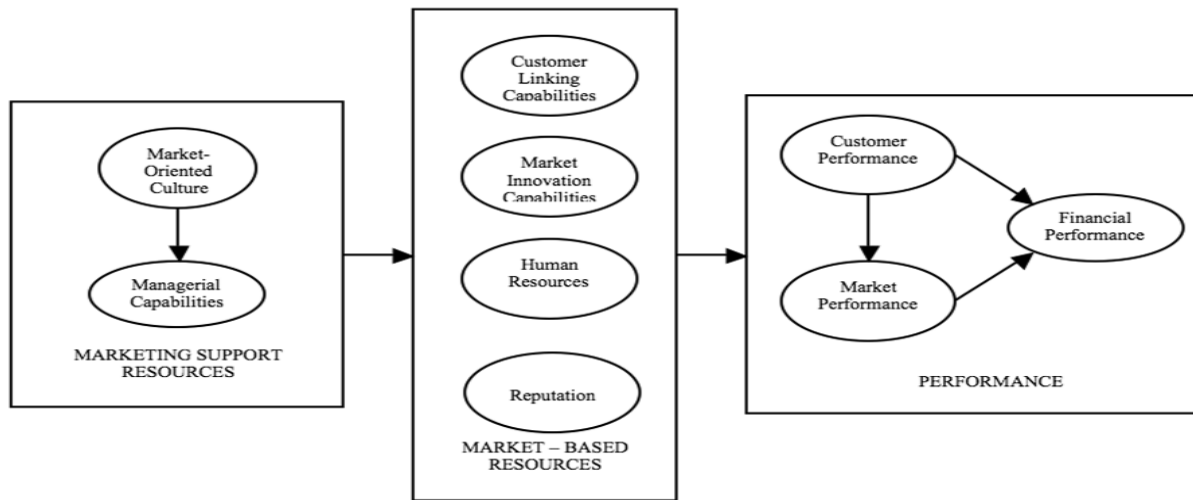 Market-
Oriented
Culture
Managerial
Capabilities
MARKETING SUPPORT
RESOURCES
Customer
Linking
Capabilities
Market
Innovation
Capabilities
Human
Resources
Reputation
MARKET – BASED
RESOURCES
Customer
Performance
Financial
Performance
Market
Performance
PERFORMANCE